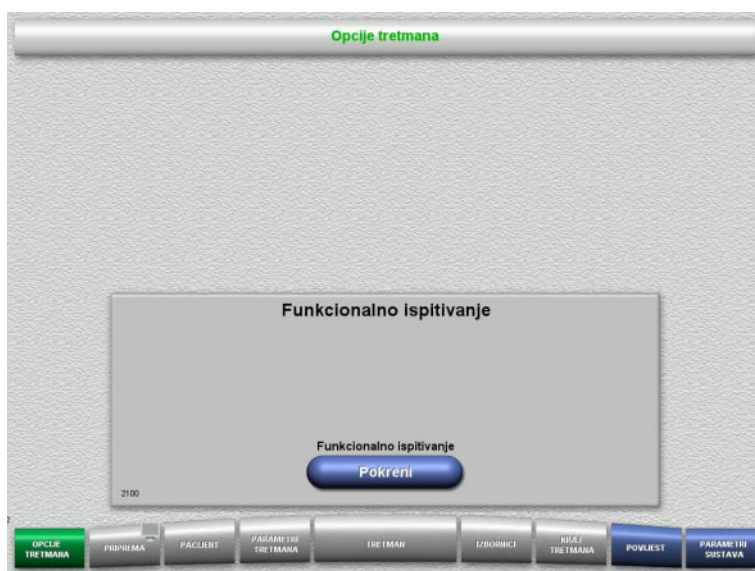 Opcije tretmana
Funkcionalno ispitivanje
Funkcionalno ispitivanje
Pokreni
2100
2
OPCIJE
TRETMANA
PRIPREMA
PACIJENT
PARAMETRI
TRETMANA
TRETMAN
IZBORNICI
KRAJ
TRETMANA
POVIJEST
PARAMETRI
SUSTAVA